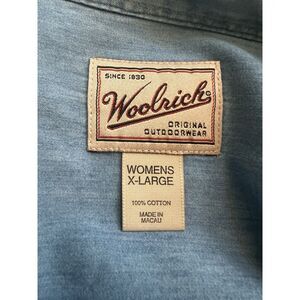 SINCE 1830
Woolrich
ORIGINAL
OUTDOORWEAR
WOMENS
X-LARGE
100% COTTON
MADE IN
MACAU